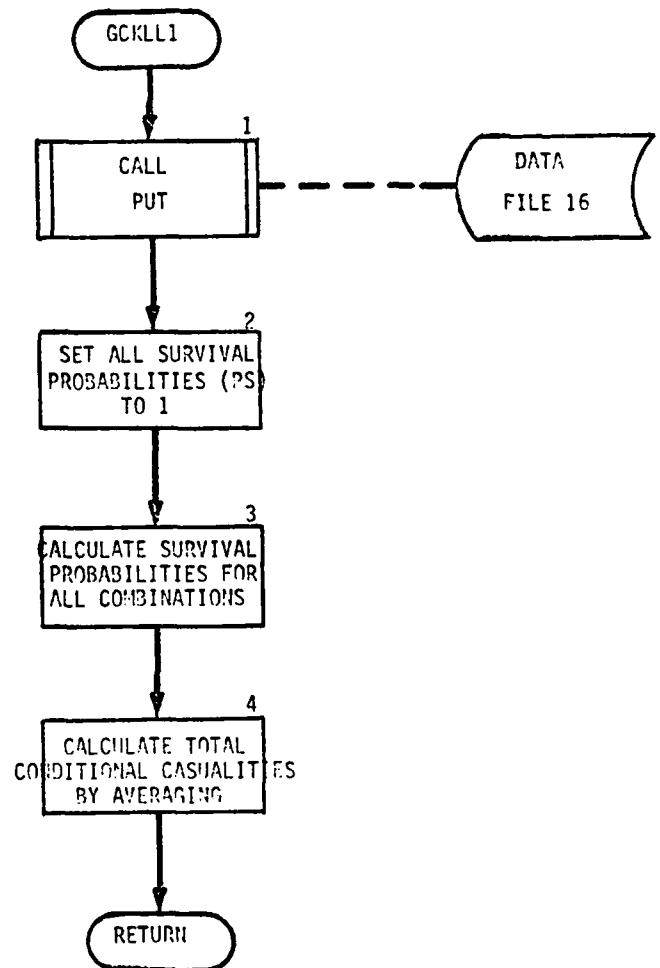 GCKLL1
1
CALL
PUT
DATA
FILE 16
2
SET ALL SURVIVAL
PROBABILITIES (PS)
TO 1
3
CALCULATE SURVIVAL
PROBABILITIES FOR
ALL COMBINATIONS
4
CALCULATE TOTAL
CONDITIONAL CASUALITIES
BY AVERAGING
RETURN